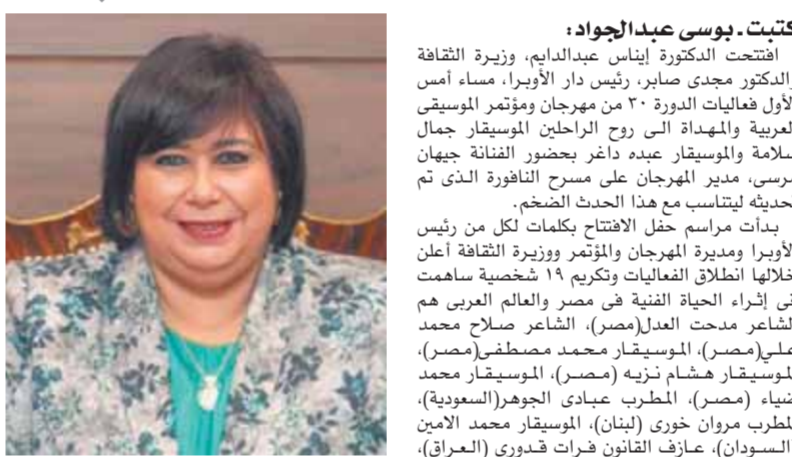 كتبت ـ بوسى عبدالجواد :
افتتحت الدكتورة إيناس عبدالدايم، وزيرة الثقافة
والدكتور مجدى صابر، رئيس دار الأوبرا، مساء أمس
الأول فعاليات الدورة ٣٠ من مهرجان ومؤتمر الموسيقى
العربية والمهداة الى روح الراحلين الموسيقار جمال
سلامة والموسيقار عبده داغر بحضور الفنانة جيهان
مرسى، مدير المهرجان على مسرح النافورة الذى تم
تحديثه ليتناسب مع هذا الحدث الضخم.
بدأت مراسم حفل الافتتاح بكلمات لكل من رئيس
الأوبرا ومديرة المهرجان والمؤتمر ووزيرة الثقافة أعلن
خلالها انطلاق الفعاليات وتكريم ١٩ شخصية ساهمت
فى إثراء الحياة الفنية فى مصر والعالم العربى هم
الشاعر مدحت العدل(مصر)، الشاعر صلاح محمد
علي(مصر)، الموسيقار محمد مصطفى(مصر)،
الموسيقار هشام نزيه (مصر)، الموسيقار محمد
ضياء (مصر)، المطرب عبادى الجوهر(السعودية)،
المطرب مروان خورى (لبنان)، الموسيقار محمد الامين
(السودان)، عازف القانون فرات قدورى (العراق)،